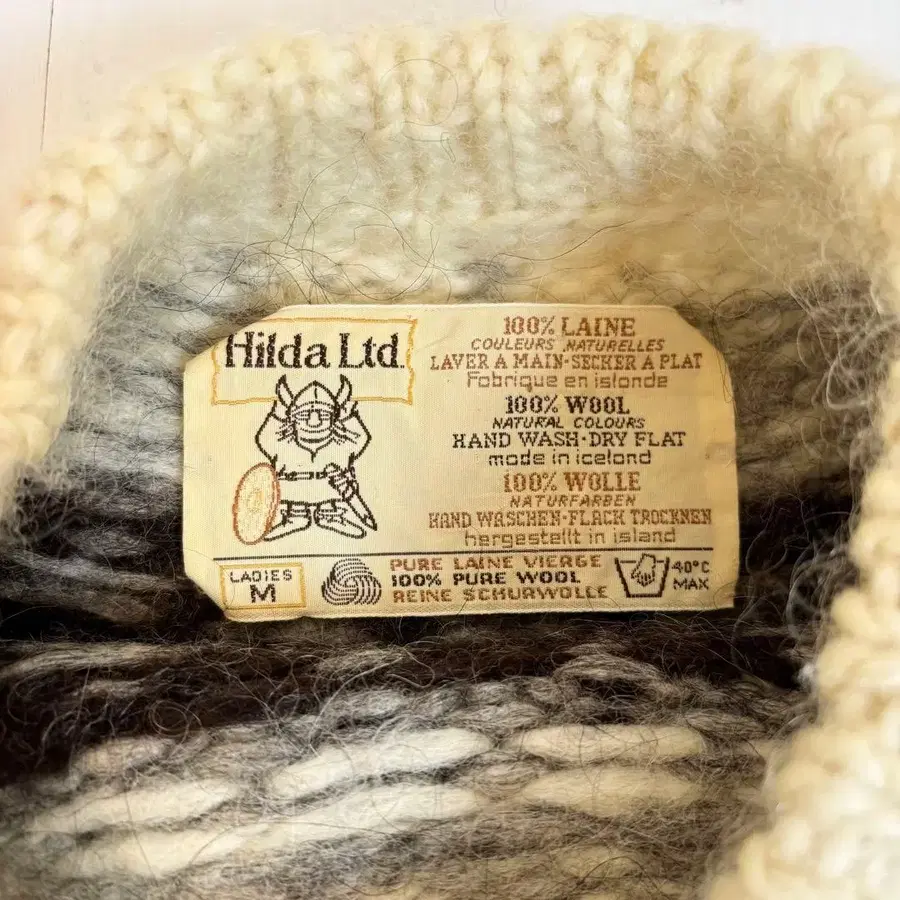 Hilda Ltd.
100% LAINE
COULEURS NATURELLES
LAVER A MAIN-SECKER A PLAT
Fabrique en islande
100% WOOL
NATURAL COLOURS
HAND WASH·DRY FLAT
made in iceland
100% WOLLE
NATURFARBEN
HAND WASCHEN-FLACK TROCKNEN
hergestellt in island
LADIES
M
PURE LAINE VIERGE
100% PURE WOOL
REINE SCHURWOLLE
40°C
MAX